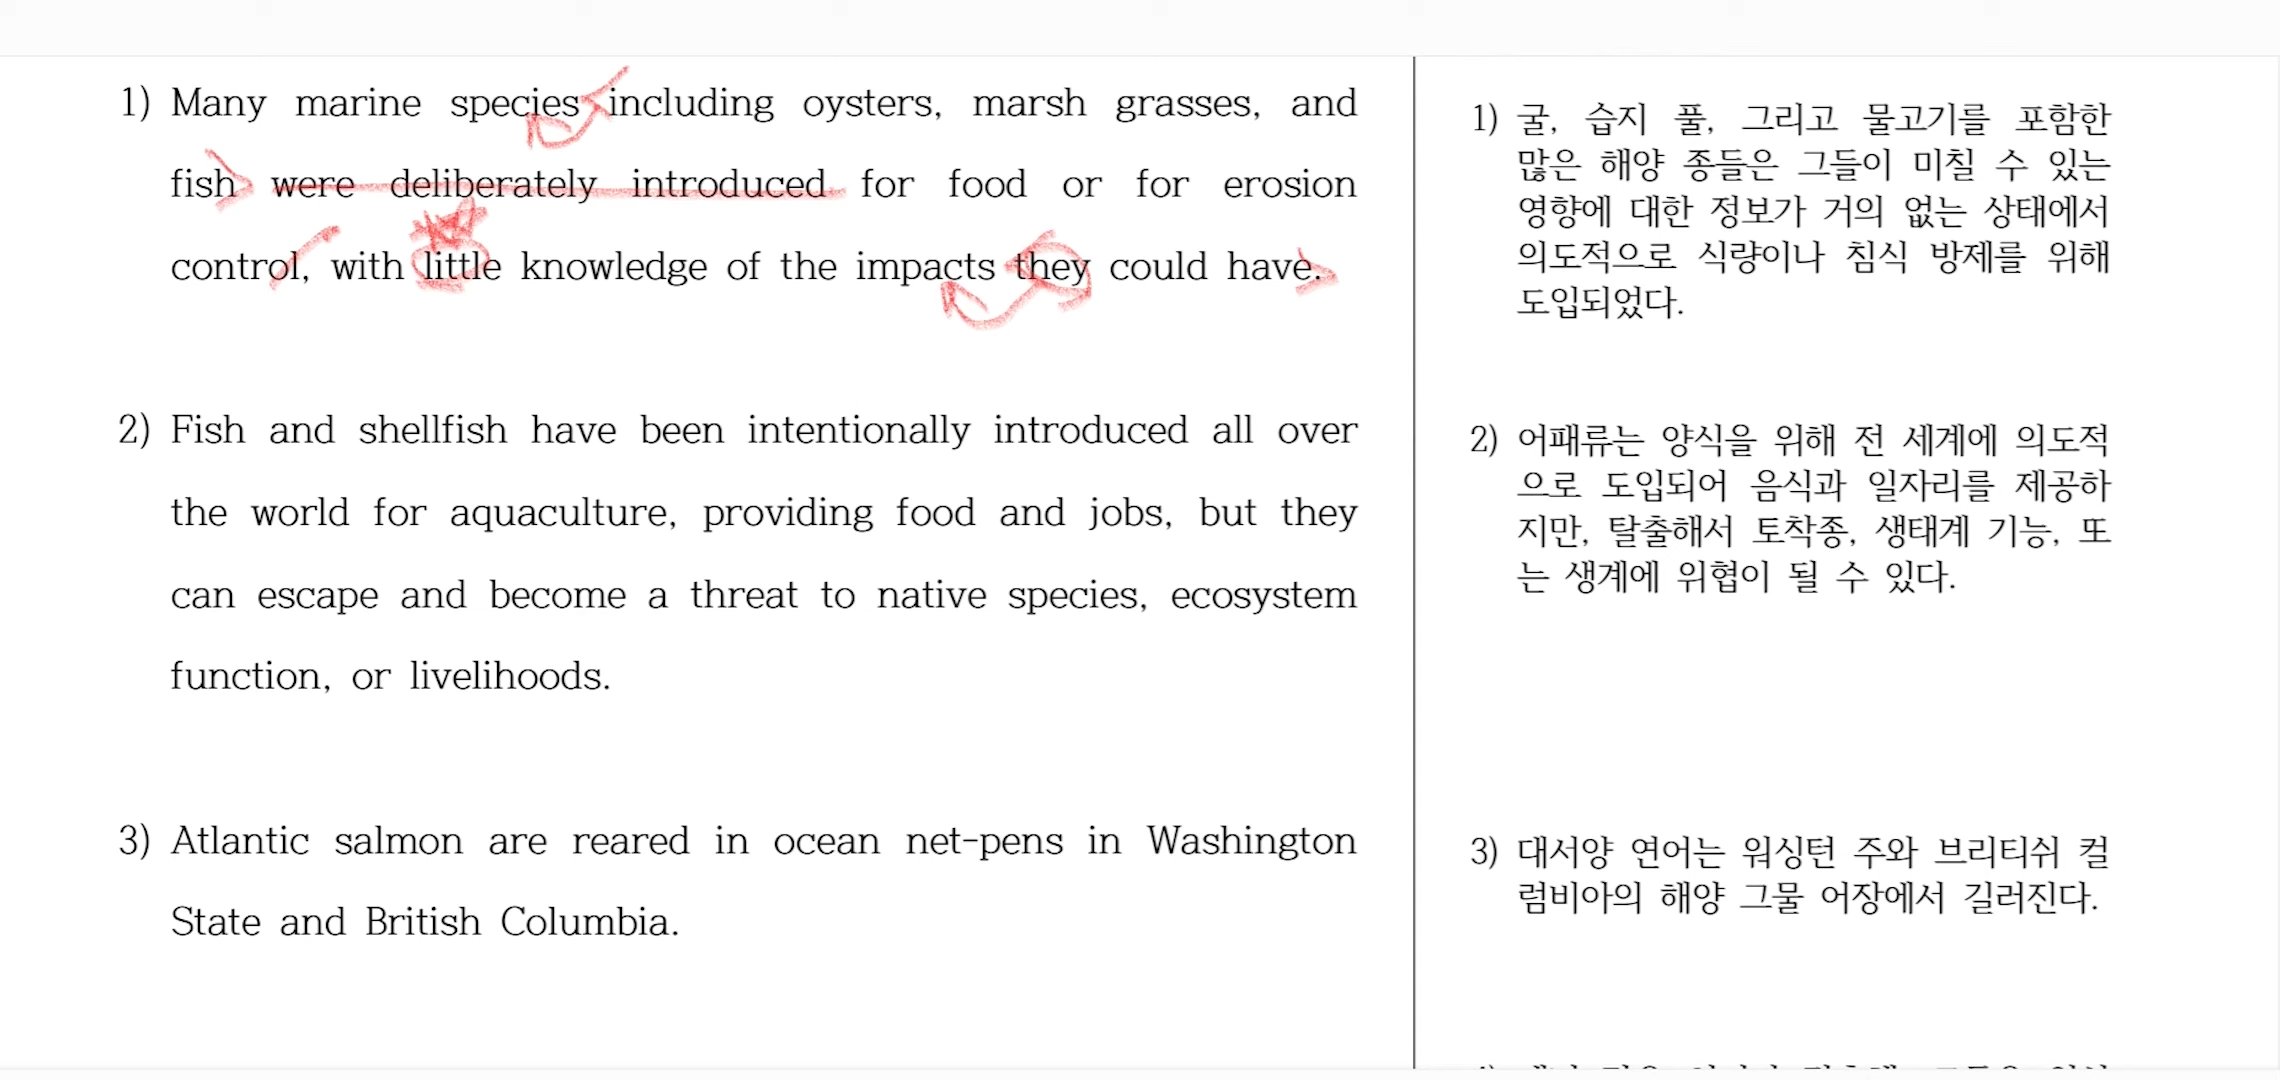 1) Many marine species including oysters, marsh grasses, and
fish were deliberately introduced for food or for erosion
control, with little knowledge of the impacts they could have.
2) Fish and shellfish have been intentionally introduced all over
the world for aquaculture, providing food and jobs, but they
can escape and become a threat to native species, ecosystem
function, or livelihoods.
3) Atlantic salmon are reared in ocean net-pens in Washington
State and British Columbia.
1) 굴, 습지 풀, 그리고 물고기를 포함한
많은 해양 종들은 그들이 미칠 수 있는
영향에 대한 정보가 거의 없는 상태에서
의도적으로 식량이나 침식 방제를 위해
도입되었다.
2) 어패류는 양식을 위해 전 세계에 의도적
으로 도입되어 음식과 일자리를 제공하
지만, 탈출해서 토착종, 생태계 기능, 또
는 생계에 위협이 될 수 있다.
3) 대서양 연어는 워싱턴 주와 브리티쉬 컬
럼비아의 해양 그물 어장에서 길러진다.